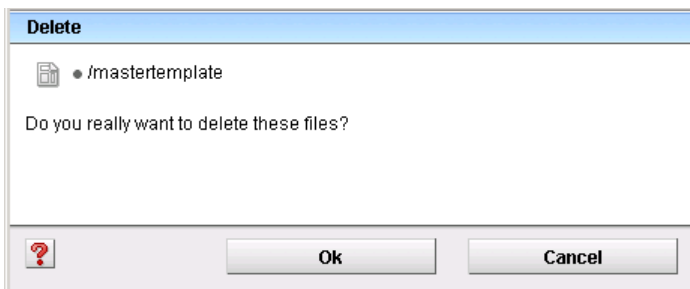 Delete
● /mastertemplate
Do you really want to delete these files?
?
Ok
Cancel